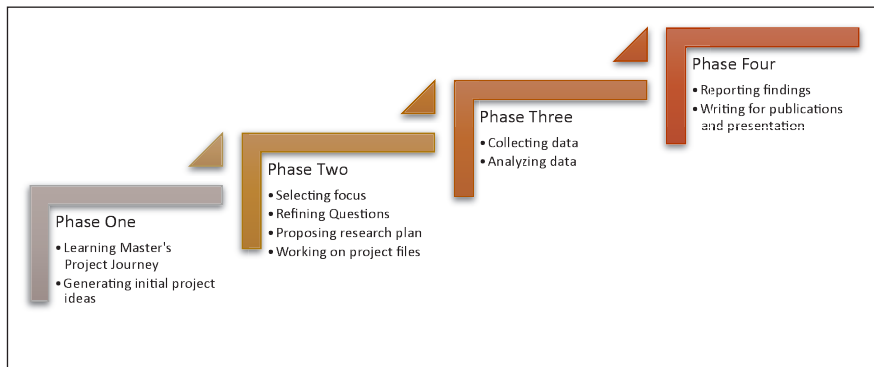 Phase One
• Learning Master's
Project Journey
• Generating initial project
ideas
Phase Two
• Selecting focus
• Refining Questions
• Proposing research plan
• Working on project files
Phase Three
• Collecting data
• Analyzing data
Phase Four
• Reporting findings
• Writing for publications
and presentation